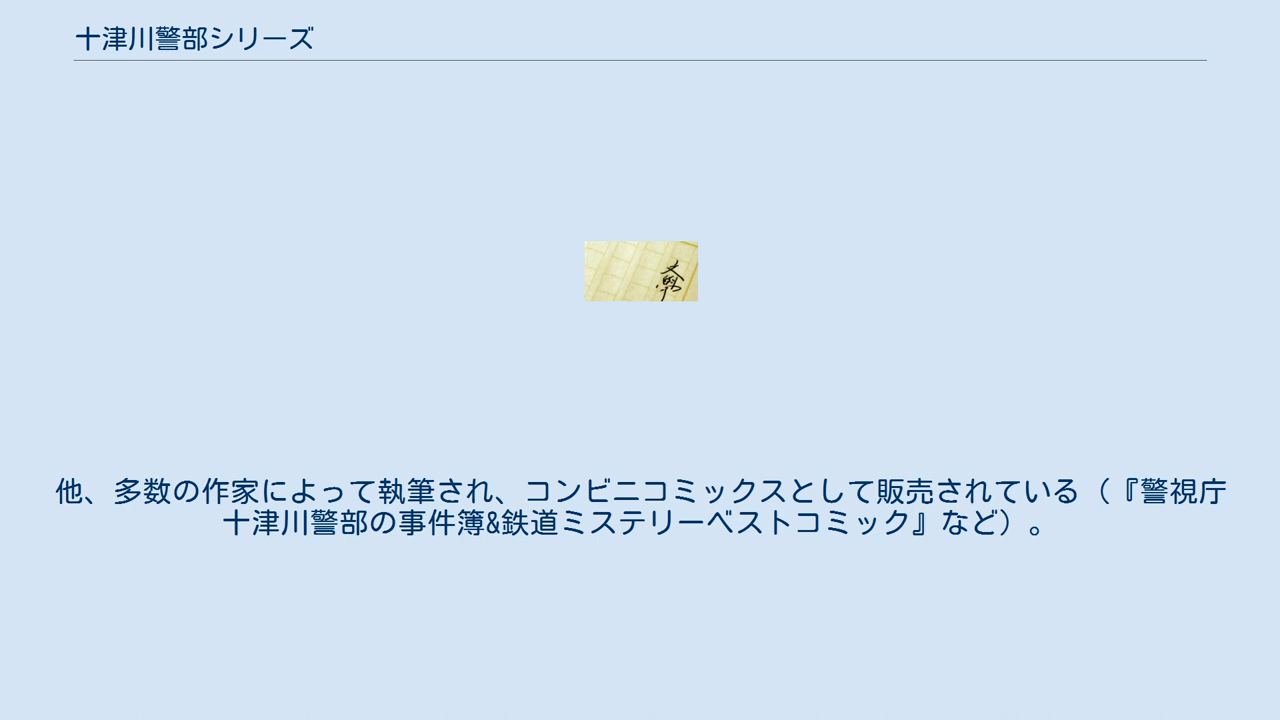 十津川警部シリーズ
他、多数の作家によって執筆され、コンビニコミックスとして販売されている（『警視庁
十津川警部の事件簿&鉄道ミステリーベストコミック』など）。